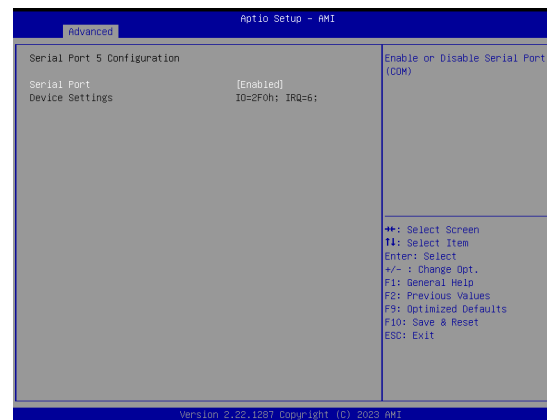 Aptio Setup - AMI
Advanced
Serial Port 5 Configuration
Serial Port [Enabled]
Device Settings IO=2F0h; IRQ=6;
Enable or Disable Serial Port
(COM)
→←: Select Screen
↑↓: Select Item
Enter: Select
+/- : Change Opt.
F1: General Help
F2: Previous Values
F9: Optimized Defaults
F10: Save & Reset
ESC: Exit
Version 2.22.1287 Copyright (C) 2023 AMI